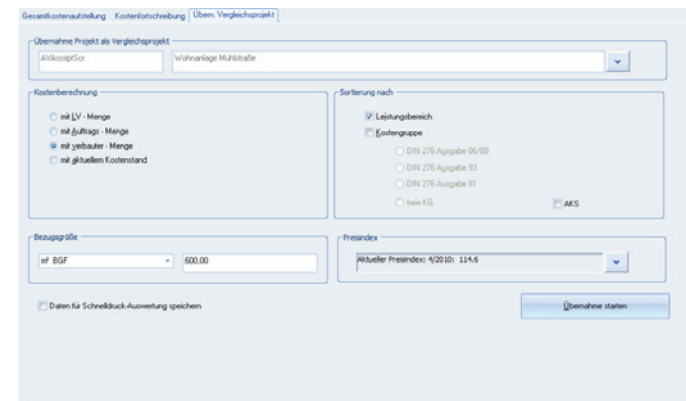 Gesamtkostenaufstellung Kostenfortschreibung Übern. Vergleichsprojekt
Übernahme Projekt als Vergleichsprojekt
AVAscriptScr Wohnanlage Mühlstraße
Kostenberechnung
mit LV - Menge
mit Auftrags - Menge
mit verbauter - Menge
mit aktuellem Kostenstand
Sortierung nach
Leistungsbereich
Kostengruppe
DIN 276 Ausgabe 06/08
DIN 276 Ausgabe 93
DIN 276 Ausgabe 81
freie KG AKS
Bezugsgröße
m² BGF 600,00
Preisindex
Aktueller Preisindex: 4/2010: 114.6
Daten für Schnelldruck-Auswertung speichern
Übernahme starten